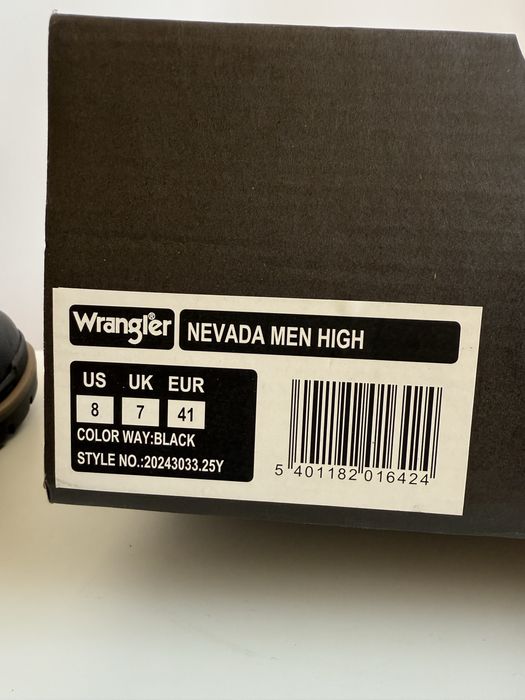 Wrangler®
NEVADA MEN HIGH
US UK EUR
8 7 41
COLOR WAY:BLACK
STYLE NO.:20243033.25Y
5 401182 016424